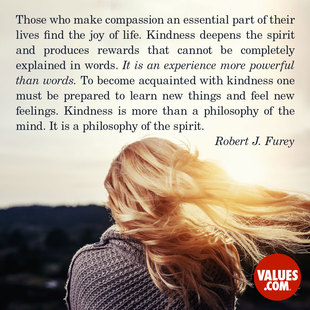 Those who make compassion an essential part of their
lives find the joy of life. Kindness deepens the spirit
and produces rewards that cannot be completely
explained in words. It is an experience more powerful
than words. To become acquainted with kindness one
must be prepared to learn new things and feel new
feelings. Kindness is more than a philosophy of the
mind. It is a philosophy of the spirit.
Robert J. Furey
VALUES
.COM